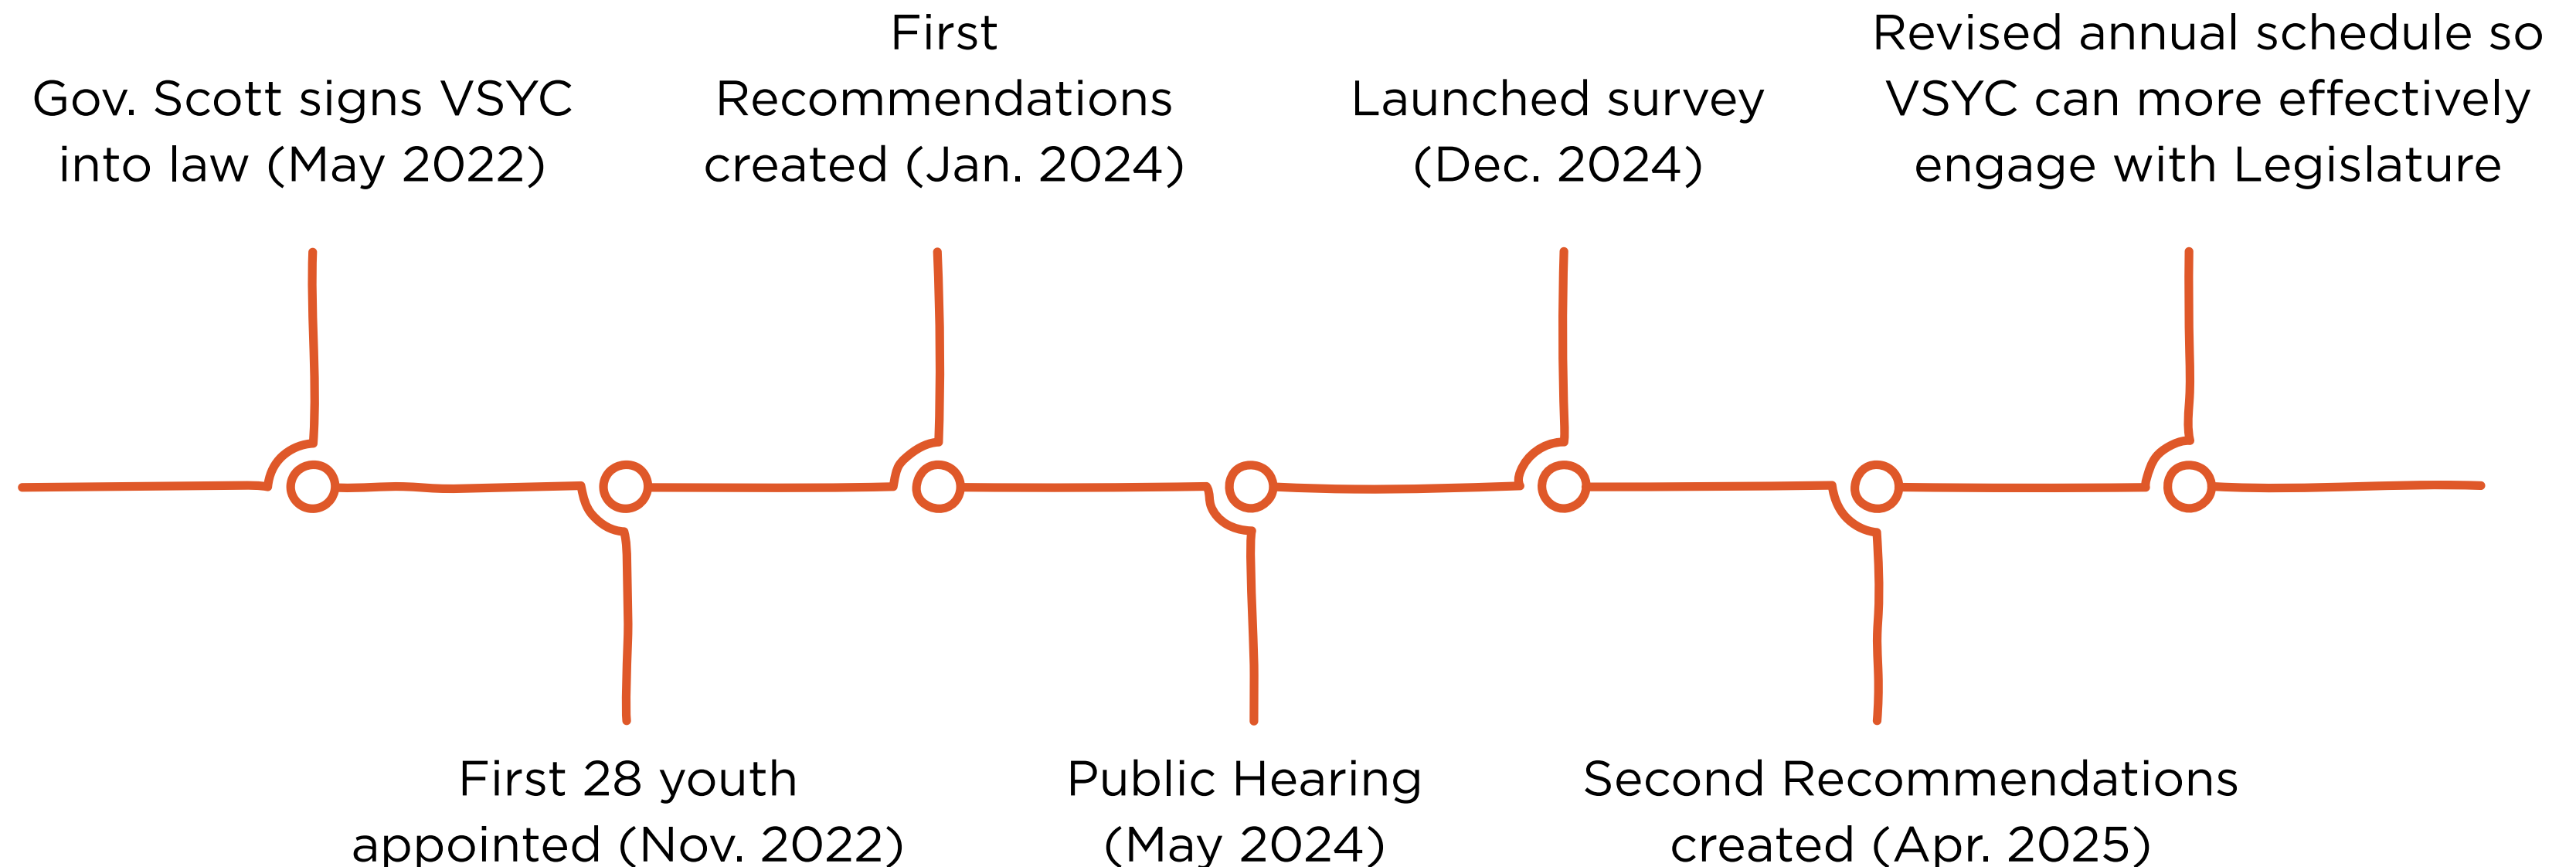 Gov. Scott signs VSYC
into law (May 2022)
First
Recommendations
created (Jan. 2024)
Launched survey
(Dec. 2024)
Revised annual schedule so
VSYC can more effectively
engage with Legislature
First 28 youth
appointed (Nov. 2022)
Public Hearing
(May 2024)
Second Recommendations
created (Apr. 2025)